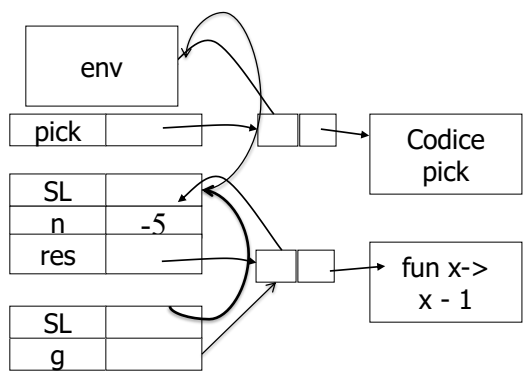 env
pick
Codice
pick
SL
n -5
res
fun x->
x - 1
SL
g